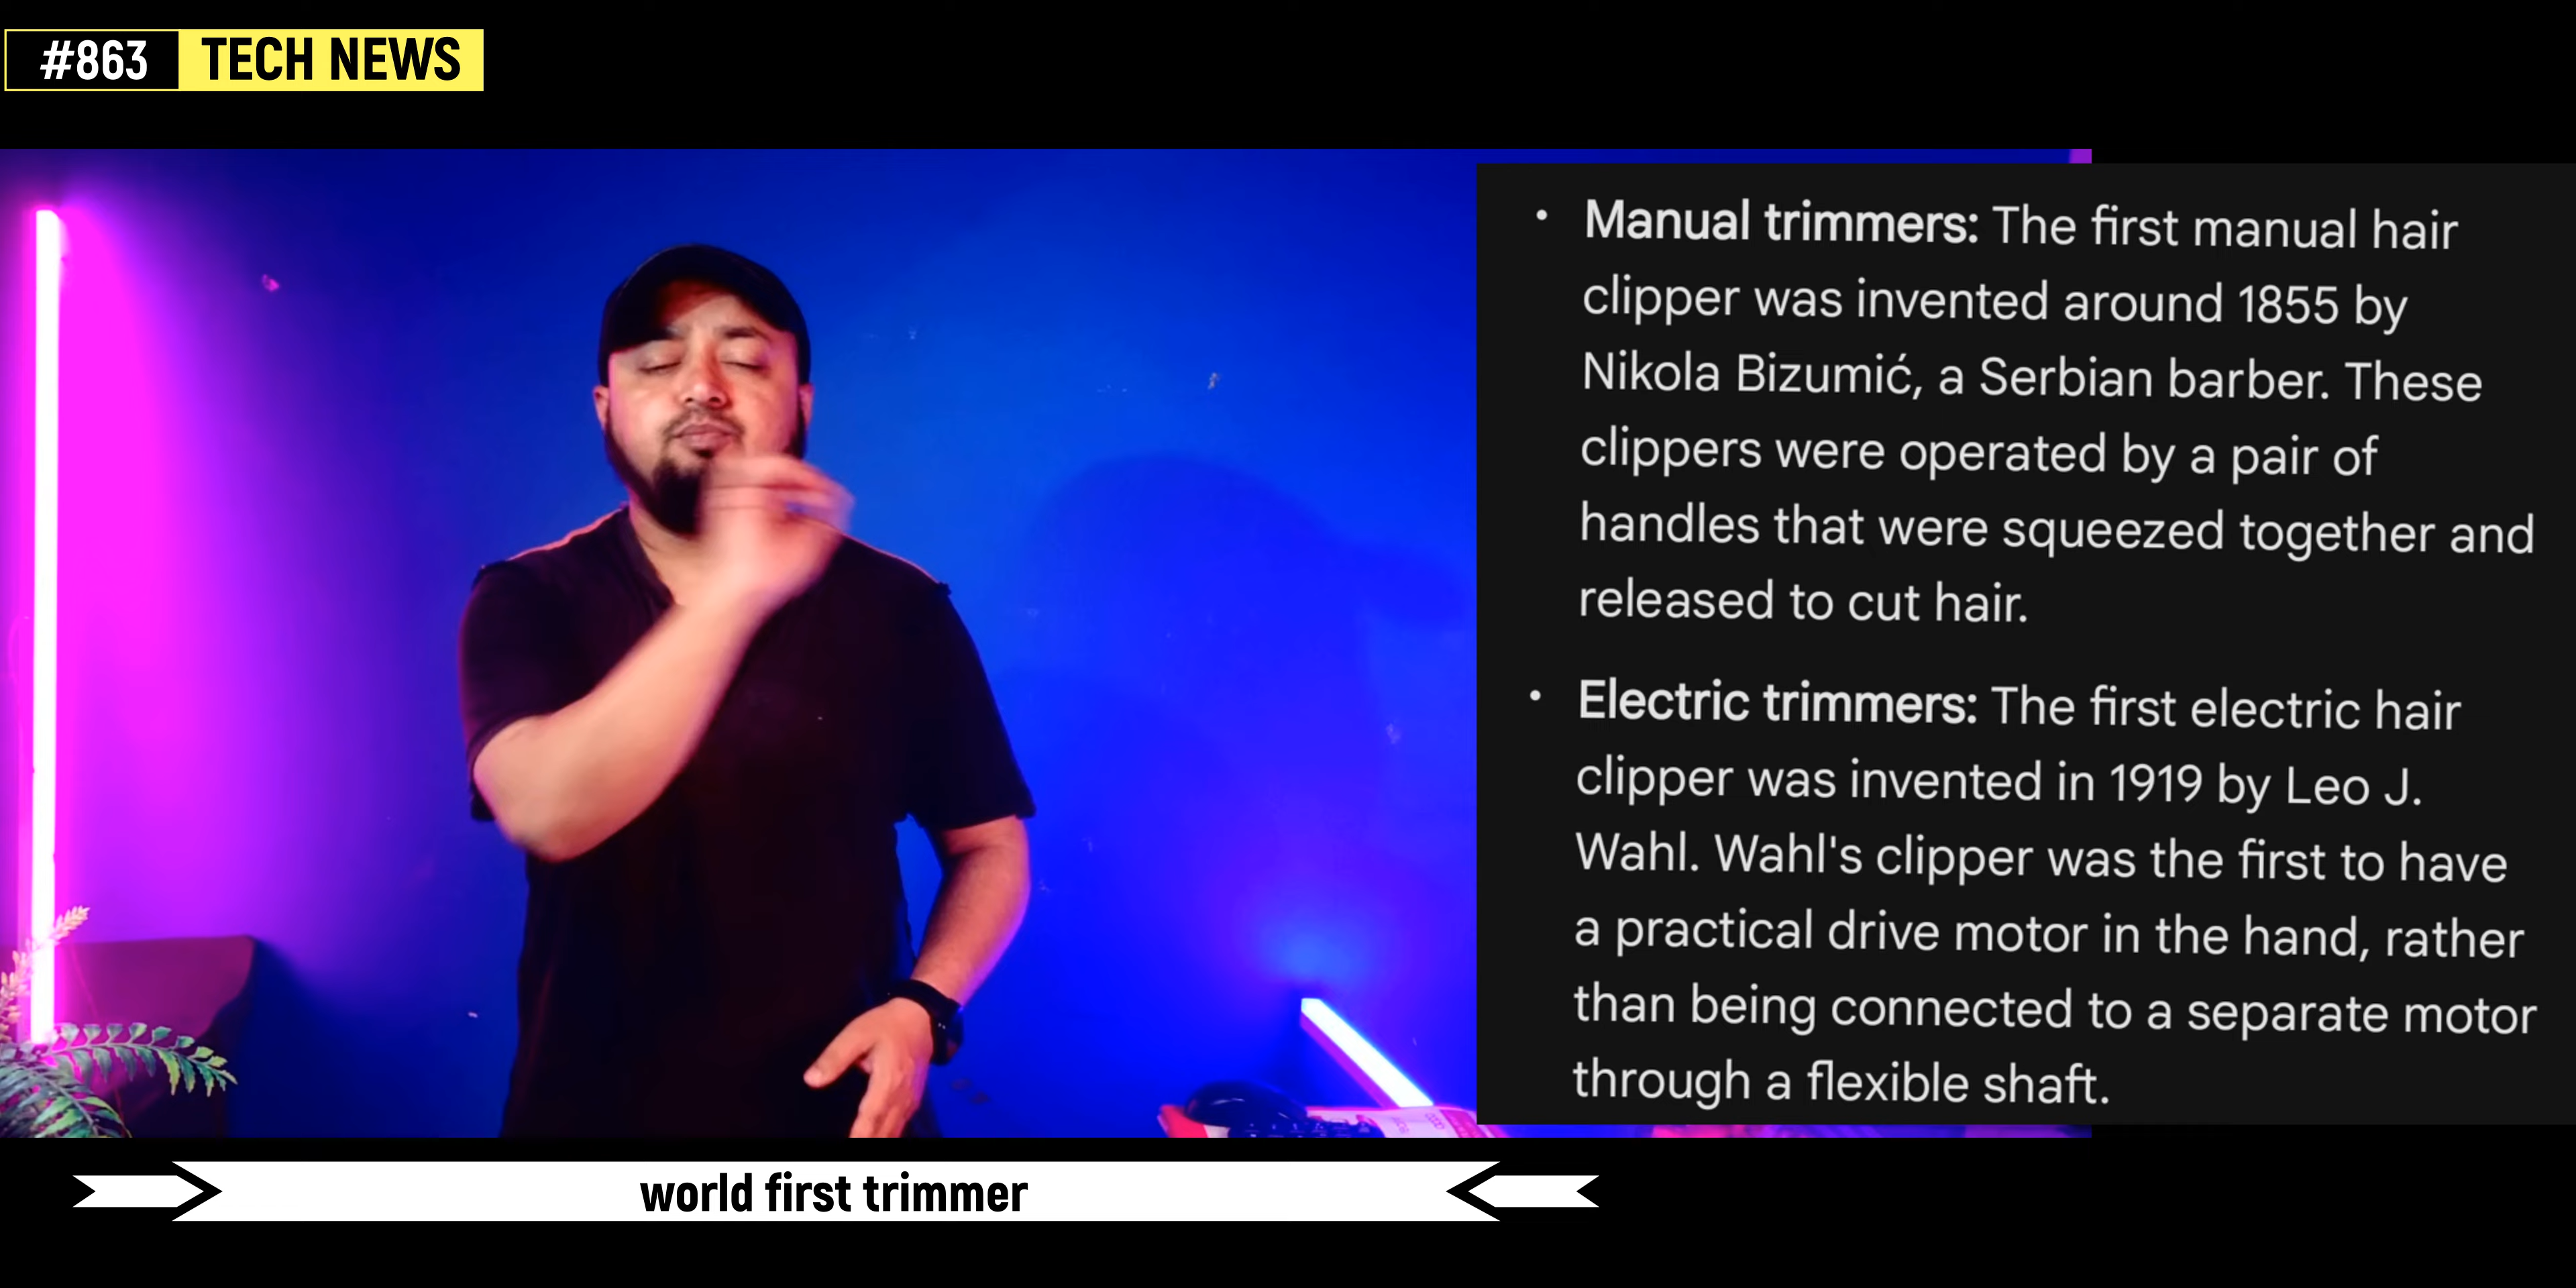 #863 TECH NEWS
• Manual trimmers: The first manual hair
clipper was invented around 1855 by
Nikola Bizumić, a Serbian barber. These
clippers were operated by a pair of
handles that were squeezed together and
released to cut hair.
• Electric trimmers: The first electric hair
clipper was invented in 1919 by Leo J.
Wahl. Wahl's clipper was the first to have
a practical drive motor in the hand, rather
than being connected to a separate motor
through a flexible shaft.
world first trimmer